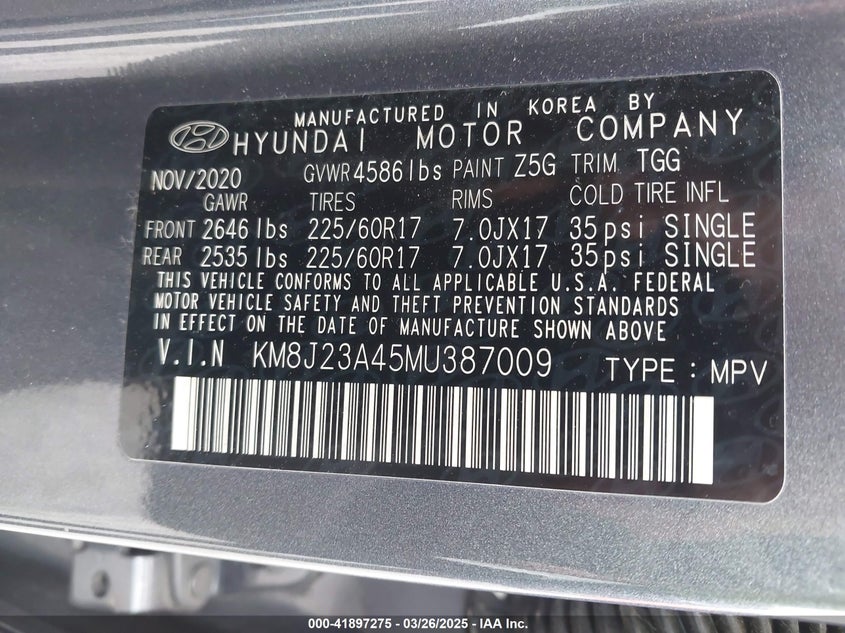 MANUFACTURED IN KOREA BY
HYUNDAI MOTOR COMPANY
NOV/2020 GVWR 4586 lbs PAINT Z5G TRIM TGG
GAWR TIRES RIMS COLD TIRE INFL
FRONT 2646 lbs 225/60R17 7.0JX17 35psi SINGLE
REAR 2535 lbs 225/60R17 7.0JX17 35psi SINGLE
THIS VEHICLE CONFORMS TO ALL APPLICABLE U.S.A. FEDERAL
MOTOR VEHICLE SAFETY AND THEFT PREVENTION STANDARDS
IN EFFECT ON THE DATE OF MANUFACTURE SHOWN ABOVE
V.I.N KM8J23A45MU387009 TYPE : MPV
000-41897275 - 03/26/2025 - IAA Inc.